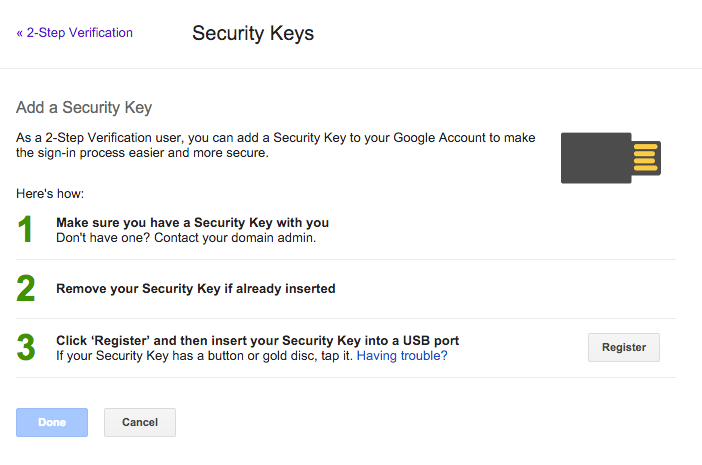 « 2-Step Verification
Security Keys
Add a Security Key
As a 2-Step Verification user, you can add a Security Key to your Google Account to make
the sign-in process easier and more secure.
Here's how:
1
Make sure you have a Security Key with you
Don't have one? Contact your domain admin.
2
Remove your Security Key if already inserted
3
Click ‘Register’ and then insert your Security Key into a USB port
If your Security Key has a button or gold disc, tap it. Having trouble?
Register
Done
Cancel